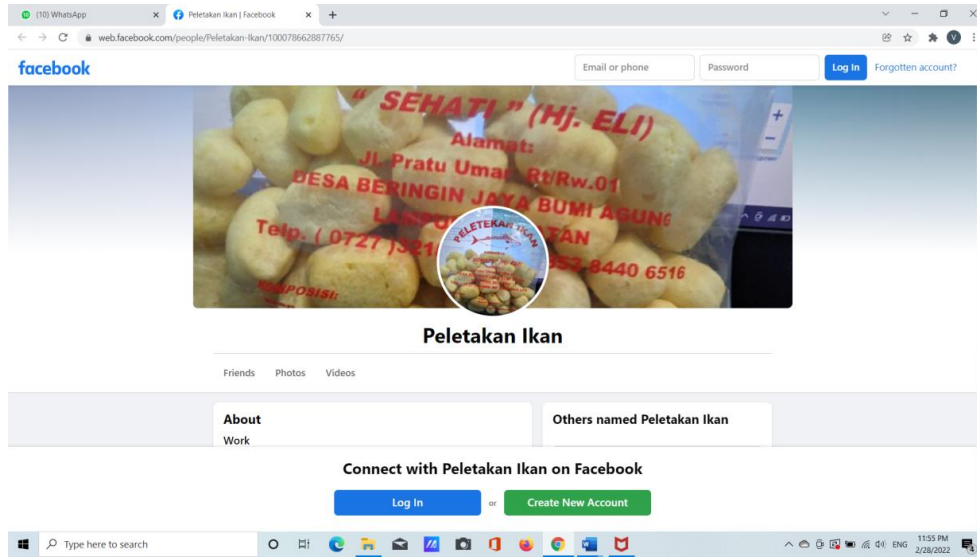 (10) WhatsApp
Peletakan Ikan | Facebook
web.facebook.com/people/Peletakan-Ikan/100078662887765/
facebook
Email or phone
Password
Log In
Forgotten account?
" SEHATI " (Hj. ELI)
Alamat:
Jl. Pratu Umar Rt/Rw.01
DESA BERINGIN JAYA BUMI AGUNG
Telp. ( 0727 )
8440 6516
PELETEKAN IKAN
Peletakan Ikan
Friends Photos Videos
About
Work
Others named Peletakan Ikan
Connect with Peletakan Ikan on Facebook
Log In or Create New Account
Type here to search
ENG
11:55 PM
2/28/2022